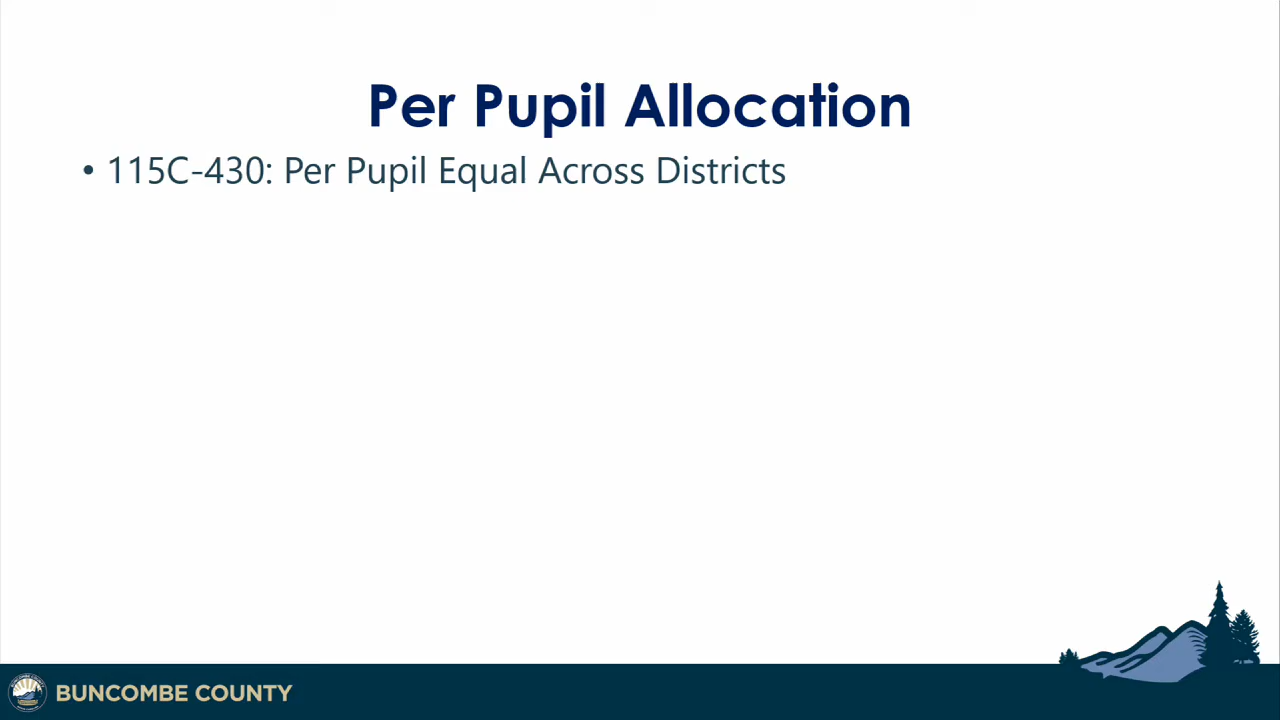 Per Pupil Allocation
• 115C-430: Per Pupil Equal Across Districts
BUNCOMBE COUNTY